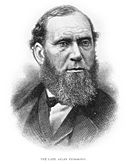 THE LATE ALLAN PINKERTON